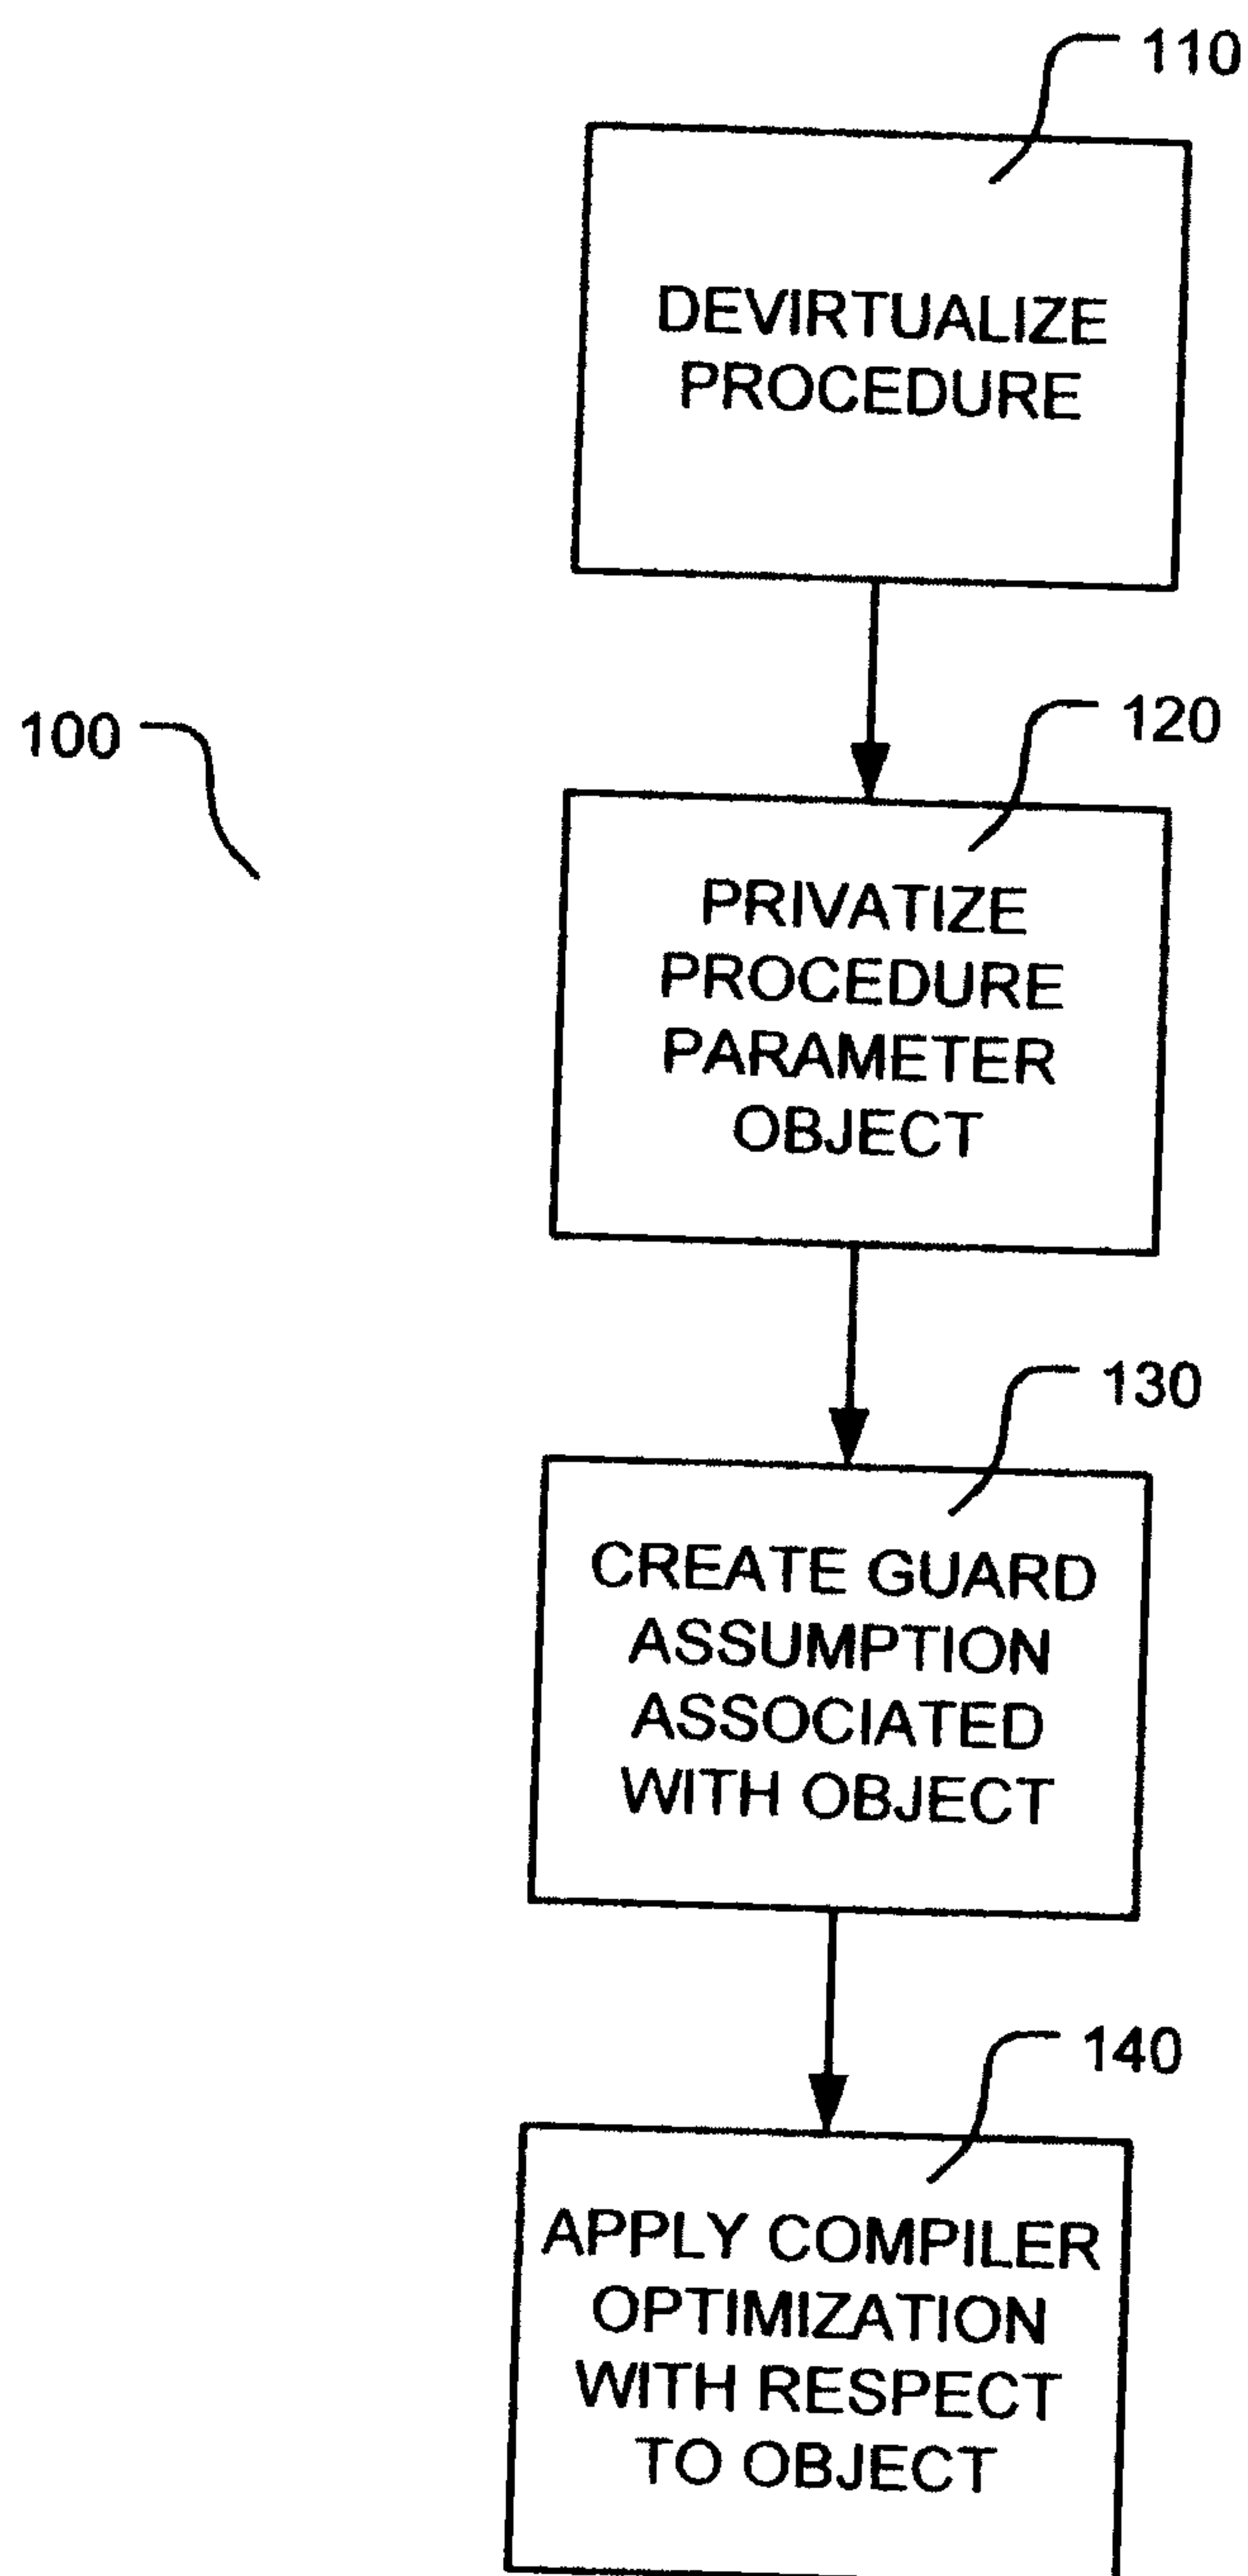 110
DEVIRTUALIZE
PROCEDURE
100
120
PRIVATIZE
PROCEDURE
PARAMETER
OBJECT
130
CREATE GUARD
ASSUMPTION
ASSOCIATED
WITH OBJECT
140
APPLY COMPILER
OPTIMIZATION
WITH RESPECT
TO OBJECT